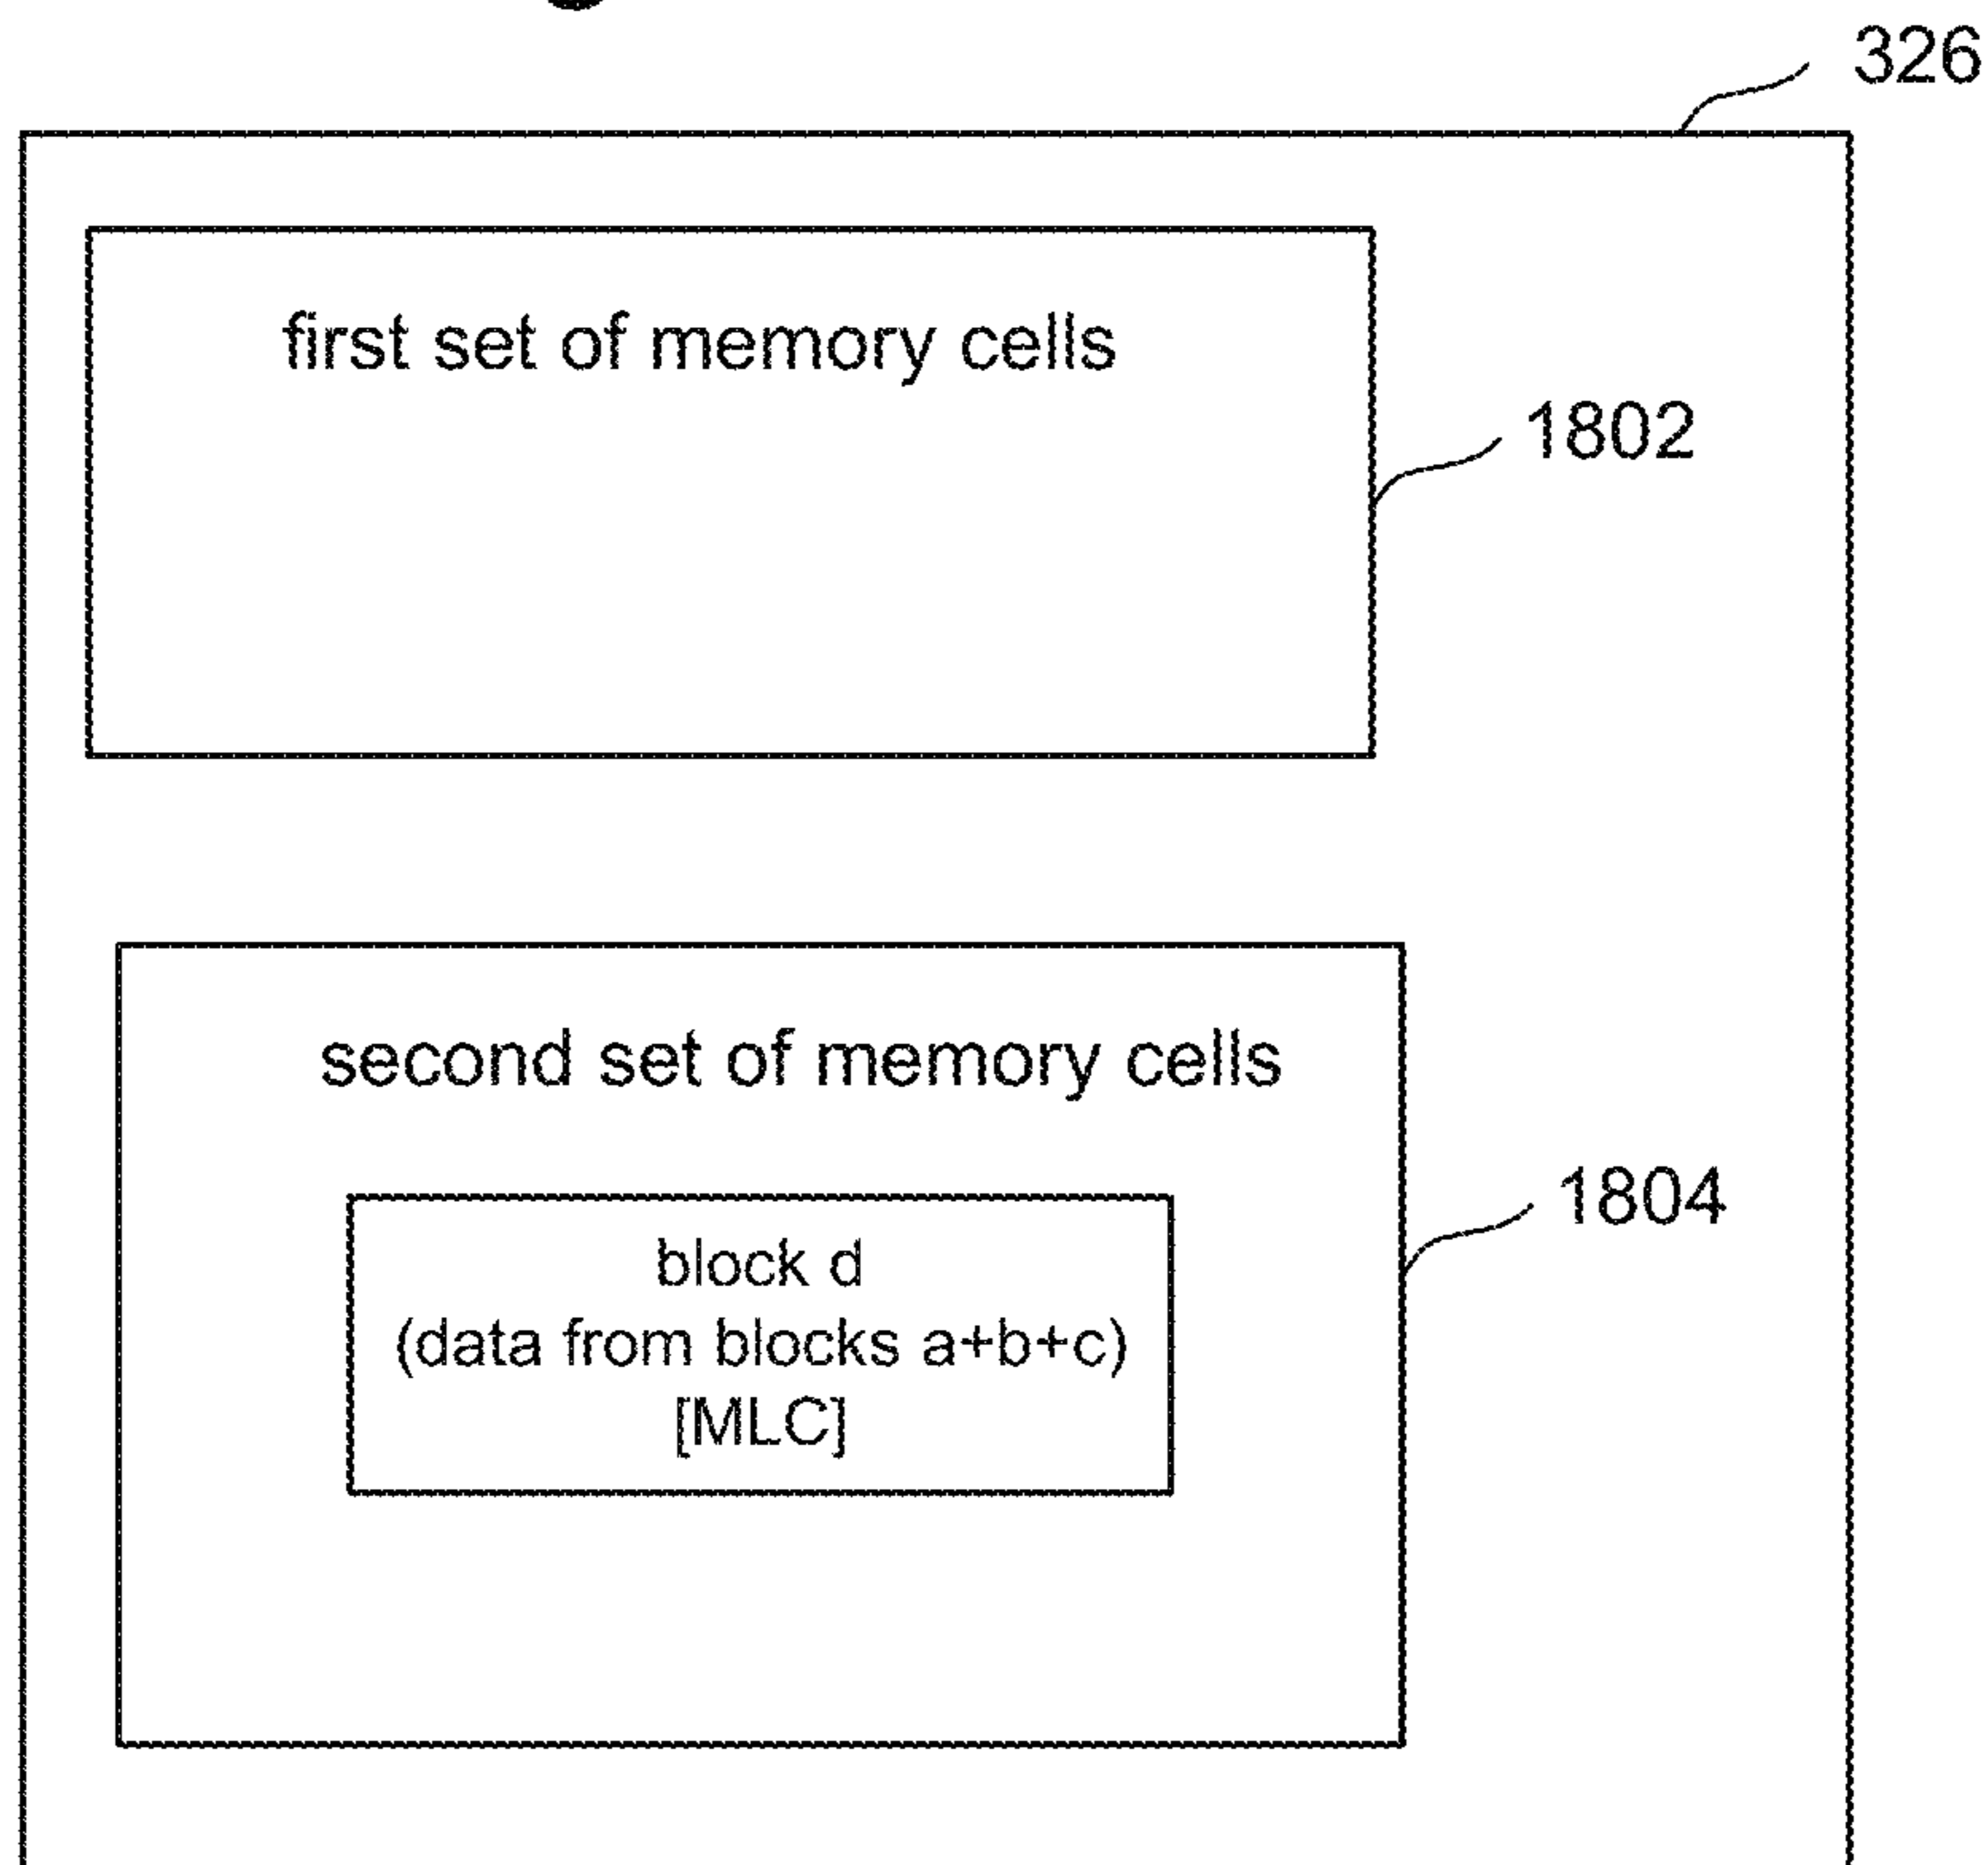 326
first set of memory cells
1802
second set of memory cells
1804
block d
(data from blocks a+b+c)
[MLC]